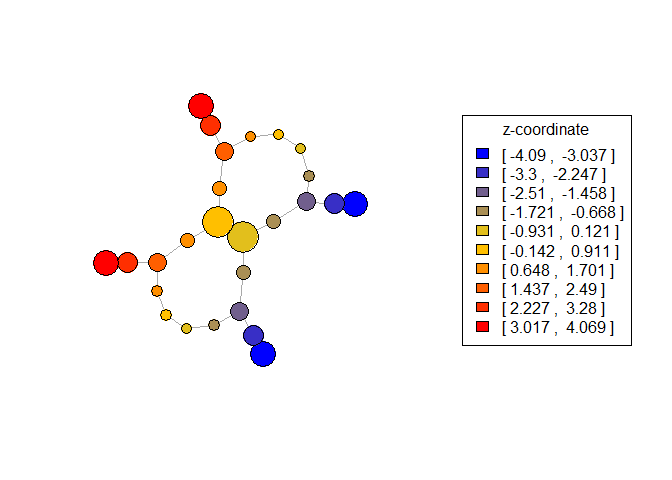 z-coordinate
[ -4.09 , -3.037 ]
[ -3.3 , -2.247 ]
[ -2.51 , -1.458 ]
[ -1.721 , -0.668 ]
[ -0.931 , 0.121 ]
[ -0.142 , 0.911 ]
[ 0.648 , 1.701 ]
[ 1.437 , 2.49 ]
[ 2.227 , 3.28 ]
[ 3.017 , 4.069 ]